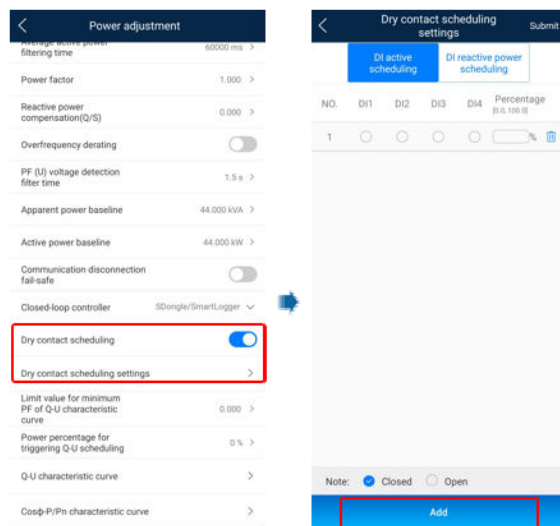 Power adjustment
Average active power
filtering time
60000 ms
Power factor
1.000
Reactive power
compensation(Q/S)
0.000
Overfrequency derating
PF (U) voltage detection
filter time
1.5 s
Apparent power baseline
44.000 kVA
Active power baseline
44.000 kW
Communication disconnection
fail-safe
Closed-loop controller
SDongle/SmartLogger
Dry contact scheduling
Dry contact scheduling settings
Limit value for minimum
PF of Q-U characteristic
curve
0.000
Power percentage for
triggering Q-U scheduling
0 %
Q-U characteristic curve
Cosϕ-P/Pn characteristic curve
Dry contact scheduling
settings
Submit
DI active
scheduling
DI reactive power
scheduling
NO. DI1 DI2 DI3 DI4 Percentage
[0.0, 100.0]
1 %
Note: Closed Open
Add